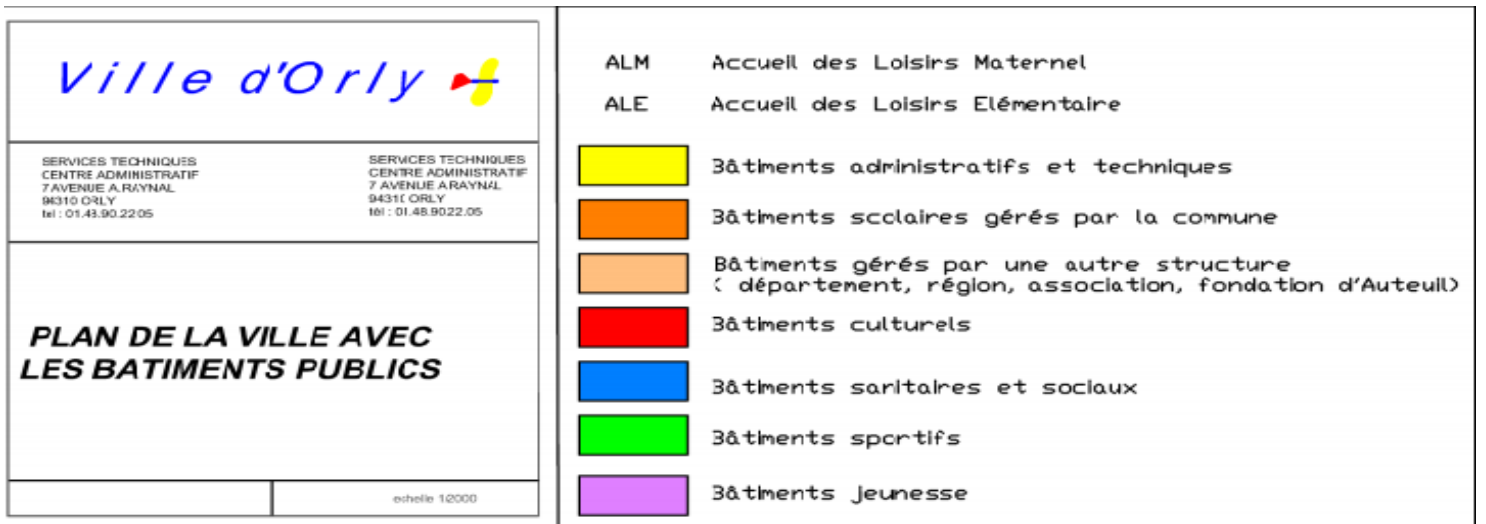 Ville d'Orly
SERVICES TECHNIQUES
CENTRE ADMINISTRATIF
7 AVENUE A.RAYNAL
94310 ORLY
tel : 01.48.90.22.05
SERVICES TECHNIQUES
CENTRE ADMINISTRATIF
7 AVENUE A.RAYNAL
94310 ORLY
tél : 01.48.90.22.05
PLAN DE LA VILLE AVEC
LES BATIMENTS PUBLICS
echelle 1/2000
ALM Accueil des Loisirs Maternel
ALE Accueil des Loisirs Elémentaire
Bâtiments administratifs et techniques
Bâtiments scolaires gérés par la commune
Bâtiments gérés par une autre structure
( département, région, association, fondation d'Auteuil)
Bâtiments culturels
Bâtiments sanitaires et sociaux
Bâtiments sportifs
Bâtiments jeunesse